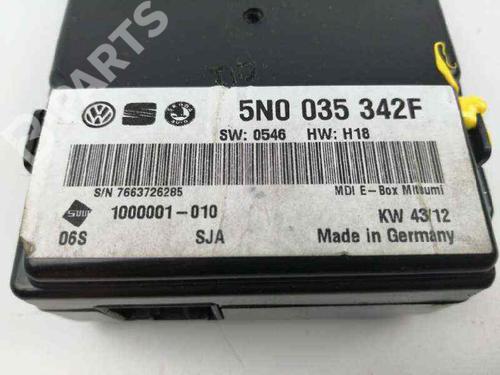 PARTS
5N0 035 342F
SW: 0546 HW: H18
S/N 7663726285
MDI E-Box Mitsumi
1000001-010
KW 43/12
06S
SJA
Made in Germany